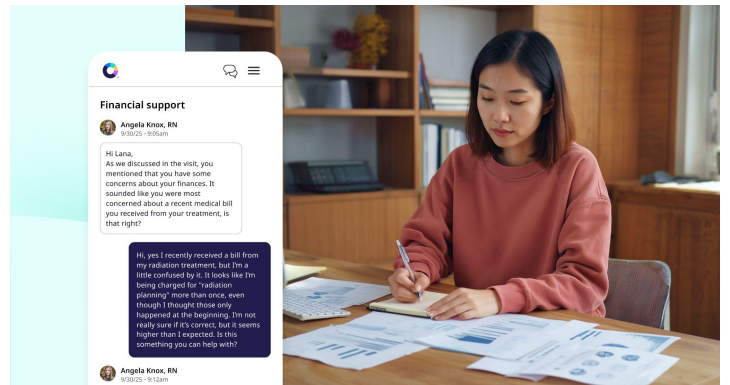 Financial support
Angela Knox, RN
9/30/25 - 9:05am
Hi Lana,
As we discussed in the visit, you
mentioned that you have some
concerns about your finances. It
sounded like you were most
concerned about a recent medical bill
you received from your treatment, is
that right?
Hi, yes I recently received a bill from
my radiation treatment, but I'm a
little confused by it. It looks like I'm
being charged for "radiation
planning" more than once, even
though I thought those only
happened at the beginning. I'm not
really sure if it's correct, but it seems
higher than I expected. Is this
something you can help with?
Angela Knox, RN
9/30/25 - 9:12am